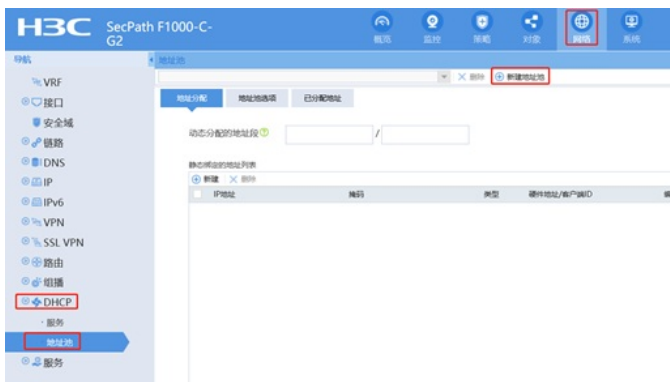 H3C SecPath F1000-C-G2
概览 监控 策略 对象 网络 系统
导航
地址池
VRF
接口
安全域
链路
DNS
IP
IPv6
VPN
SSL VPN
路由
组播
DHCP
服务
地址池
服务
删除 新建地址池
地址分配 地址池选项 已分配地址
动态分配的地址段 /
静态绑定的地址列表
新建 删除
IP地址 掩码 类型 硬件地址/客户端ID